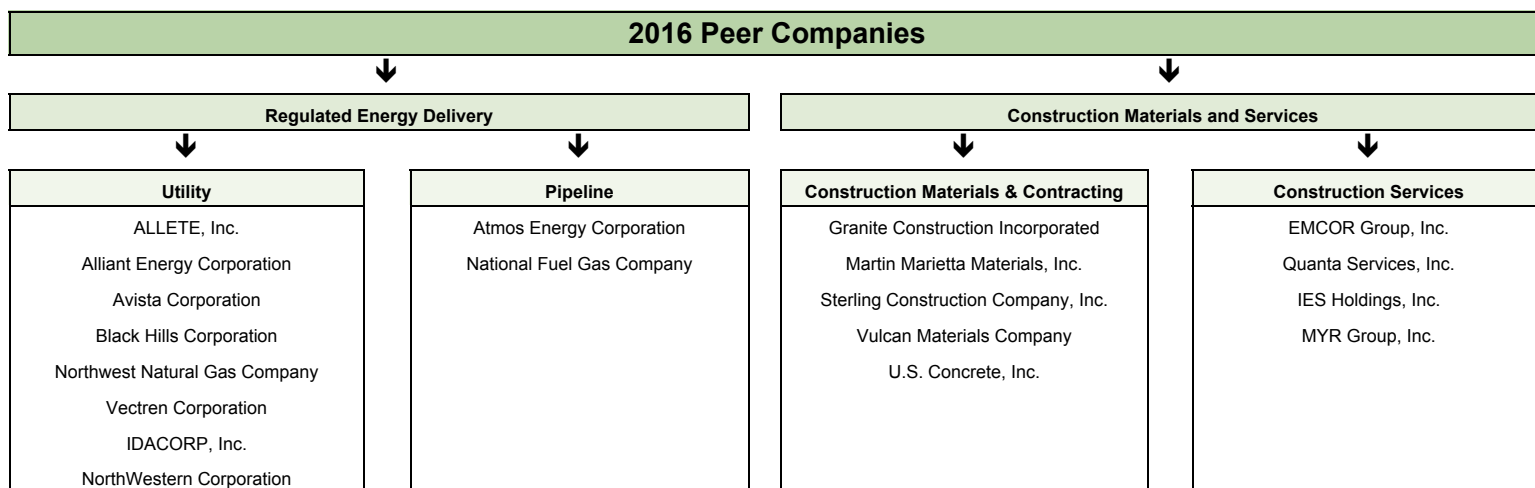 2016 Peer Companies
Regulated Energy Delivery
Construction Materials and Services
Utility
ALLETE, Inc.
Alliant Energy Corporation
Avista Corporation
Black Hills Corporation
Northwest Natural Gas Company
Vectren Corporation
IDACORP, Inc.
NorthWestern Corporation
Pipeline
Atmos Energy Corporation
National Fuel Gas Company
Construction Materials & Contracting
Granite Construction Incorporated
Martin Marietta Materials, Inc.
Sterling Construction Company, Inc.
Vulcan Materials Company
U.S. Concrete, Inc.
Construction Services
EMCOR Group, Inc.
Quanta Services, Inc.
IES Holdings, Inc.
MYR Group, Inc.